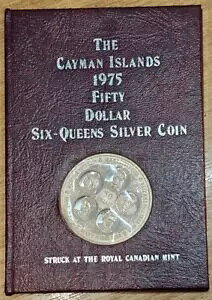 THE
CAYMAN ISLANDS
1975
FIFTY
DOLLAR
SIX-QUEENS SILVER COIN
STRUCK AT THE ROYAL CANADIAN MINT